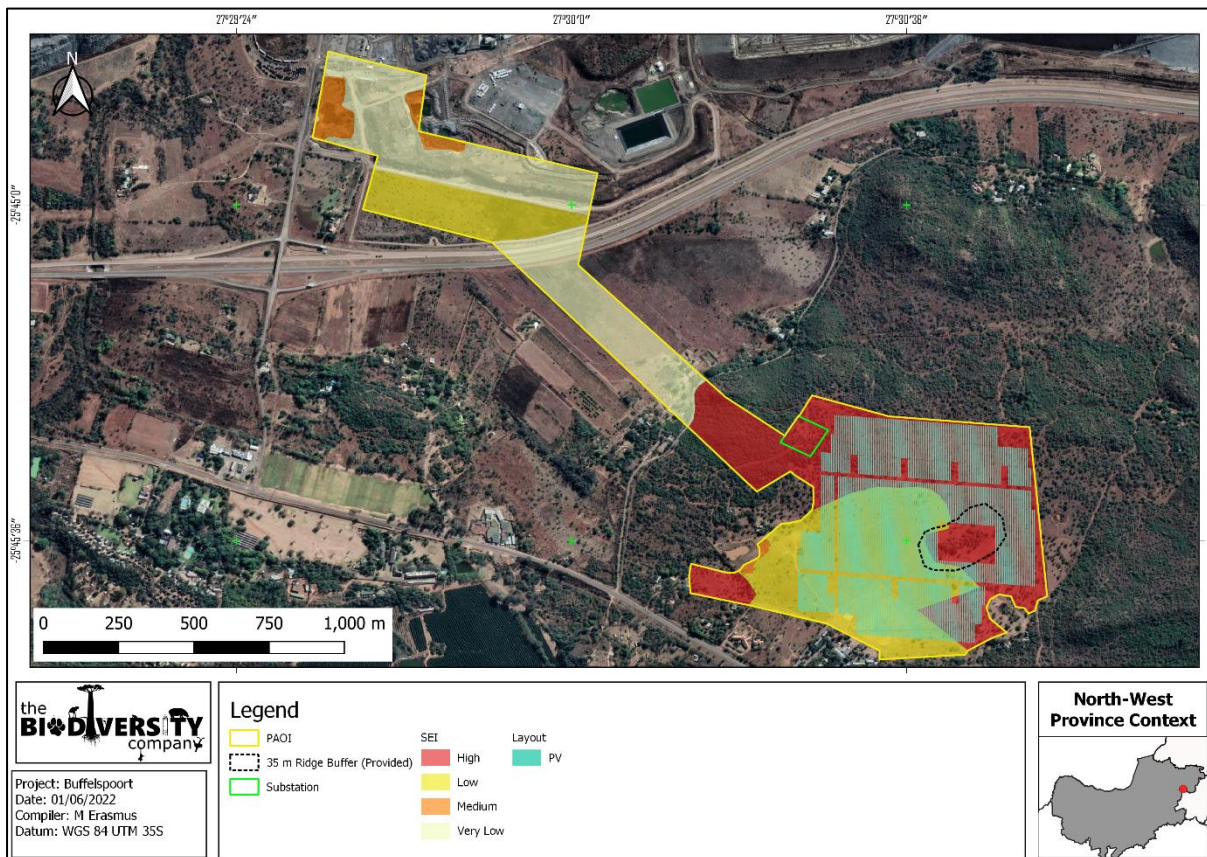 27°29'24"
27°30'0"
27°30'36"
-25°45'0"
-25°45'36"
0 250 500 750 1,000 m
the
BIODIVERSITY
company
Project: Buffelspoort
Date: 01/06/2022
Compiler: M Erasmus
Datum: WGS 84 UTM 35S
Legend
PAOI
35 m Ridge Buffer (Provided)
Substation
SEI
High
Low
Medium
Very Low
Layout
PV
North-West
Province Context